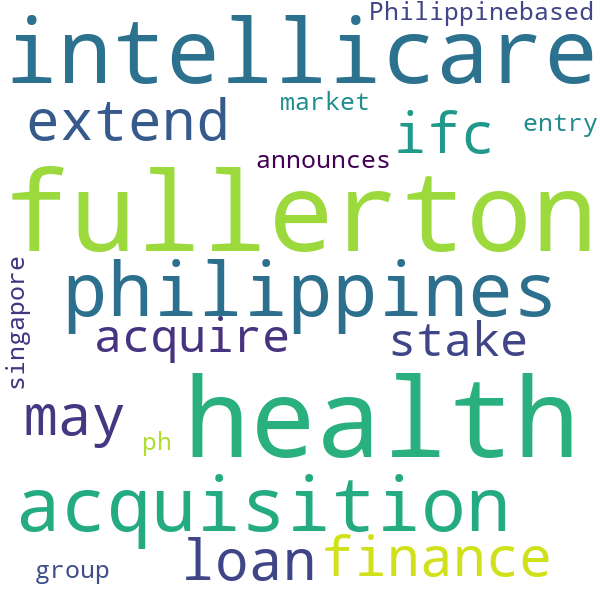 Philippinebased
intellicare
market
extend
ifc
entry
announces
fullerton
singapore
philippines
acquire
stake
health
may
ph
acquisition
loan
finance
group